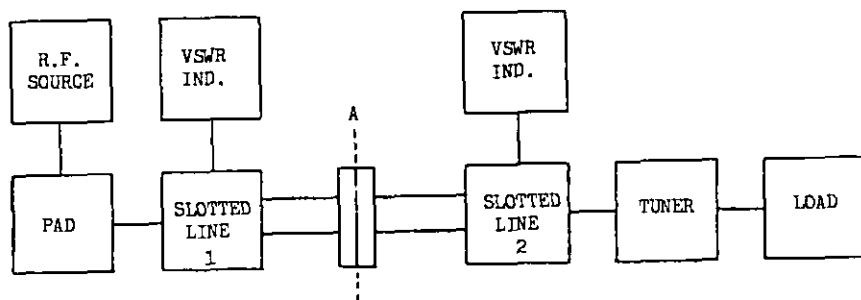 R.F.
SOURCE
VSWR
IND.
VSWR
IND.
A
PAD
SLOTTED
LINE
1
SLOTTED
LINE
2
TUNER
LOAD